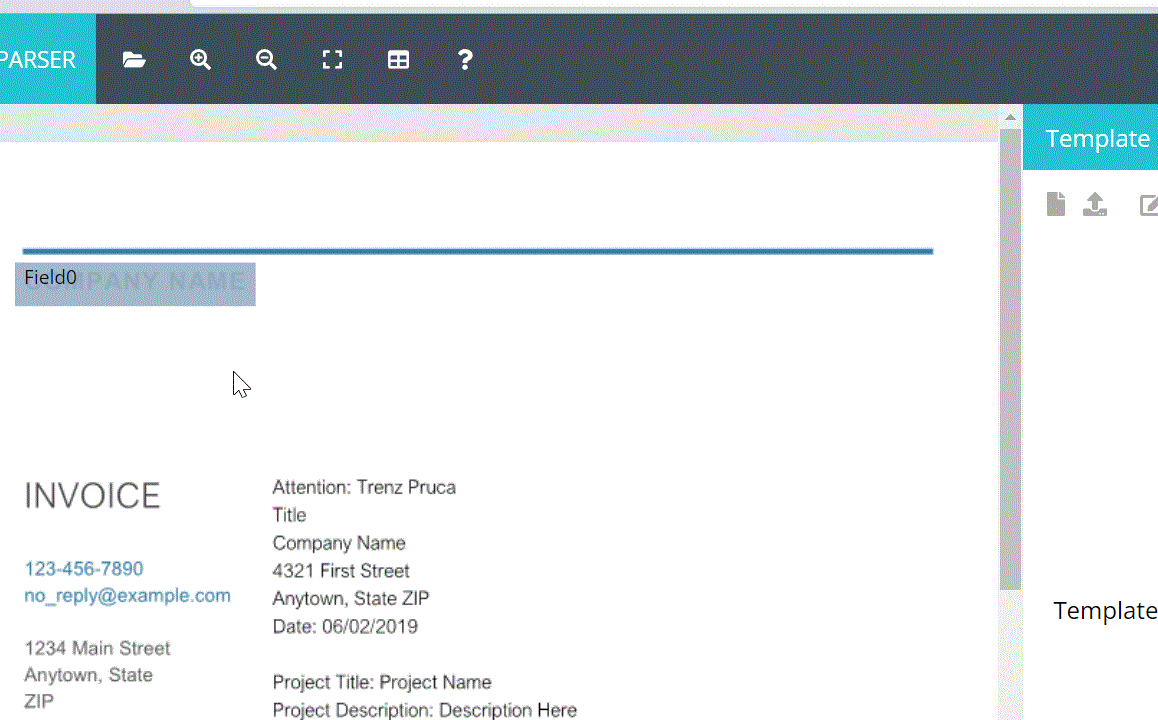 PARSER
Template
Field0
COMPANY NAME
INVOICE
123-456-7890
no_reply@example.com
1234 Main Street
Anytown, State
ZIP
Attention: Trenz Pruca
Title
Company Name
4321 First Street
Anytown, State ZIP
Date: 06/02/2019
Project Title: Project Name
Project Description: Description Here
Template